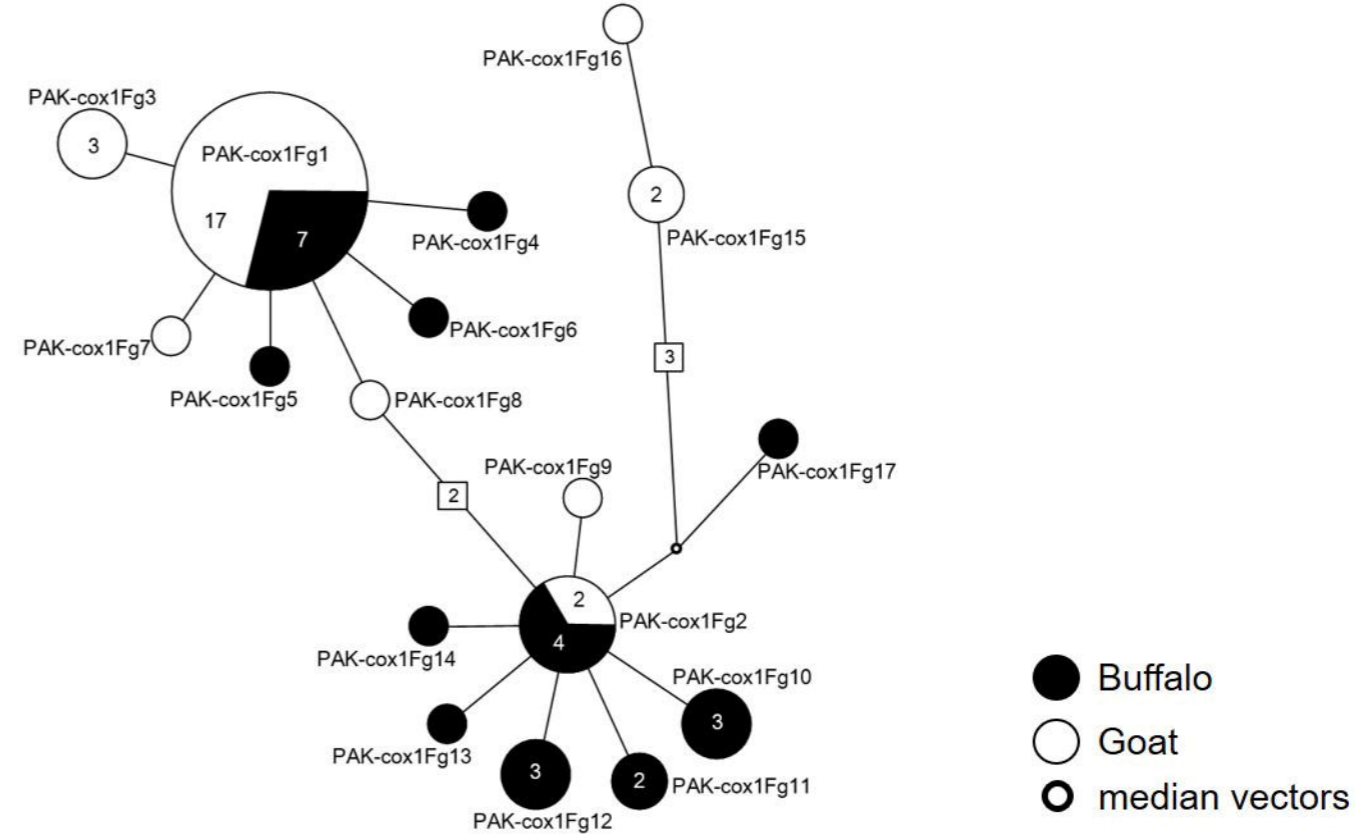 PAK-cox1Fg16
PAK-cox1Fg3
3
PAK-cox1Fg1
17
7
2
PAK-cox1Fg15
PAK-cox1Fg4
PAK-cox1Fg6
PAK-cox1Fg7
3
PAK-cox1Fg5
PAK-cox1Fg8
PAK-cox1Fg9
PAK-cox1Fg17
2
2
4
PAK-cox1Fg2
PAK-cox1Fg14
PAK-cox1Fg10
3
PAK-cox1Fg13
3
2
PAK-cox1Fg11
PAK-cox1Fg12
Buffalo
Goat
median vectors